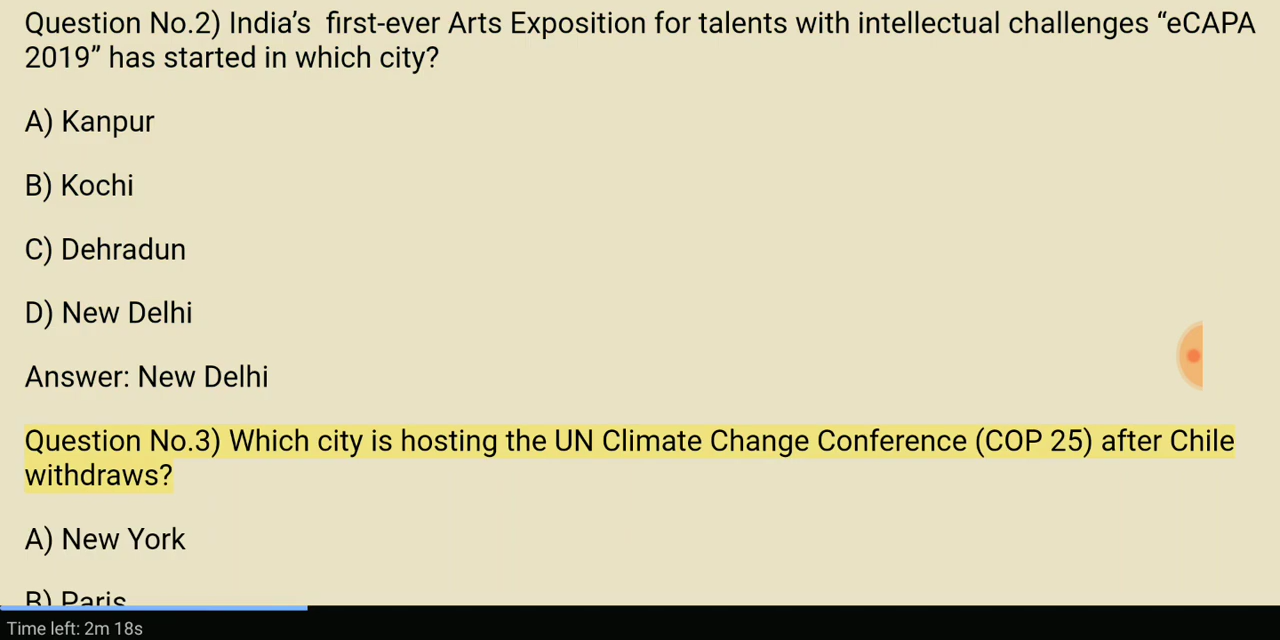 Question No.2) India’s first-ever Arts Exposition for talents with intellectual challenges “eCAPA
2019” has started in which city?
A) Kanpur
B) Kochi
C) Dehradun
D) New Delhi
Answer: New Delhi
Question No.3) Which city is hosting the UN Climate Change Conference (COP 25) after Chile
withdraws?
A) New York
B) Paris
Time left: 2m 18s